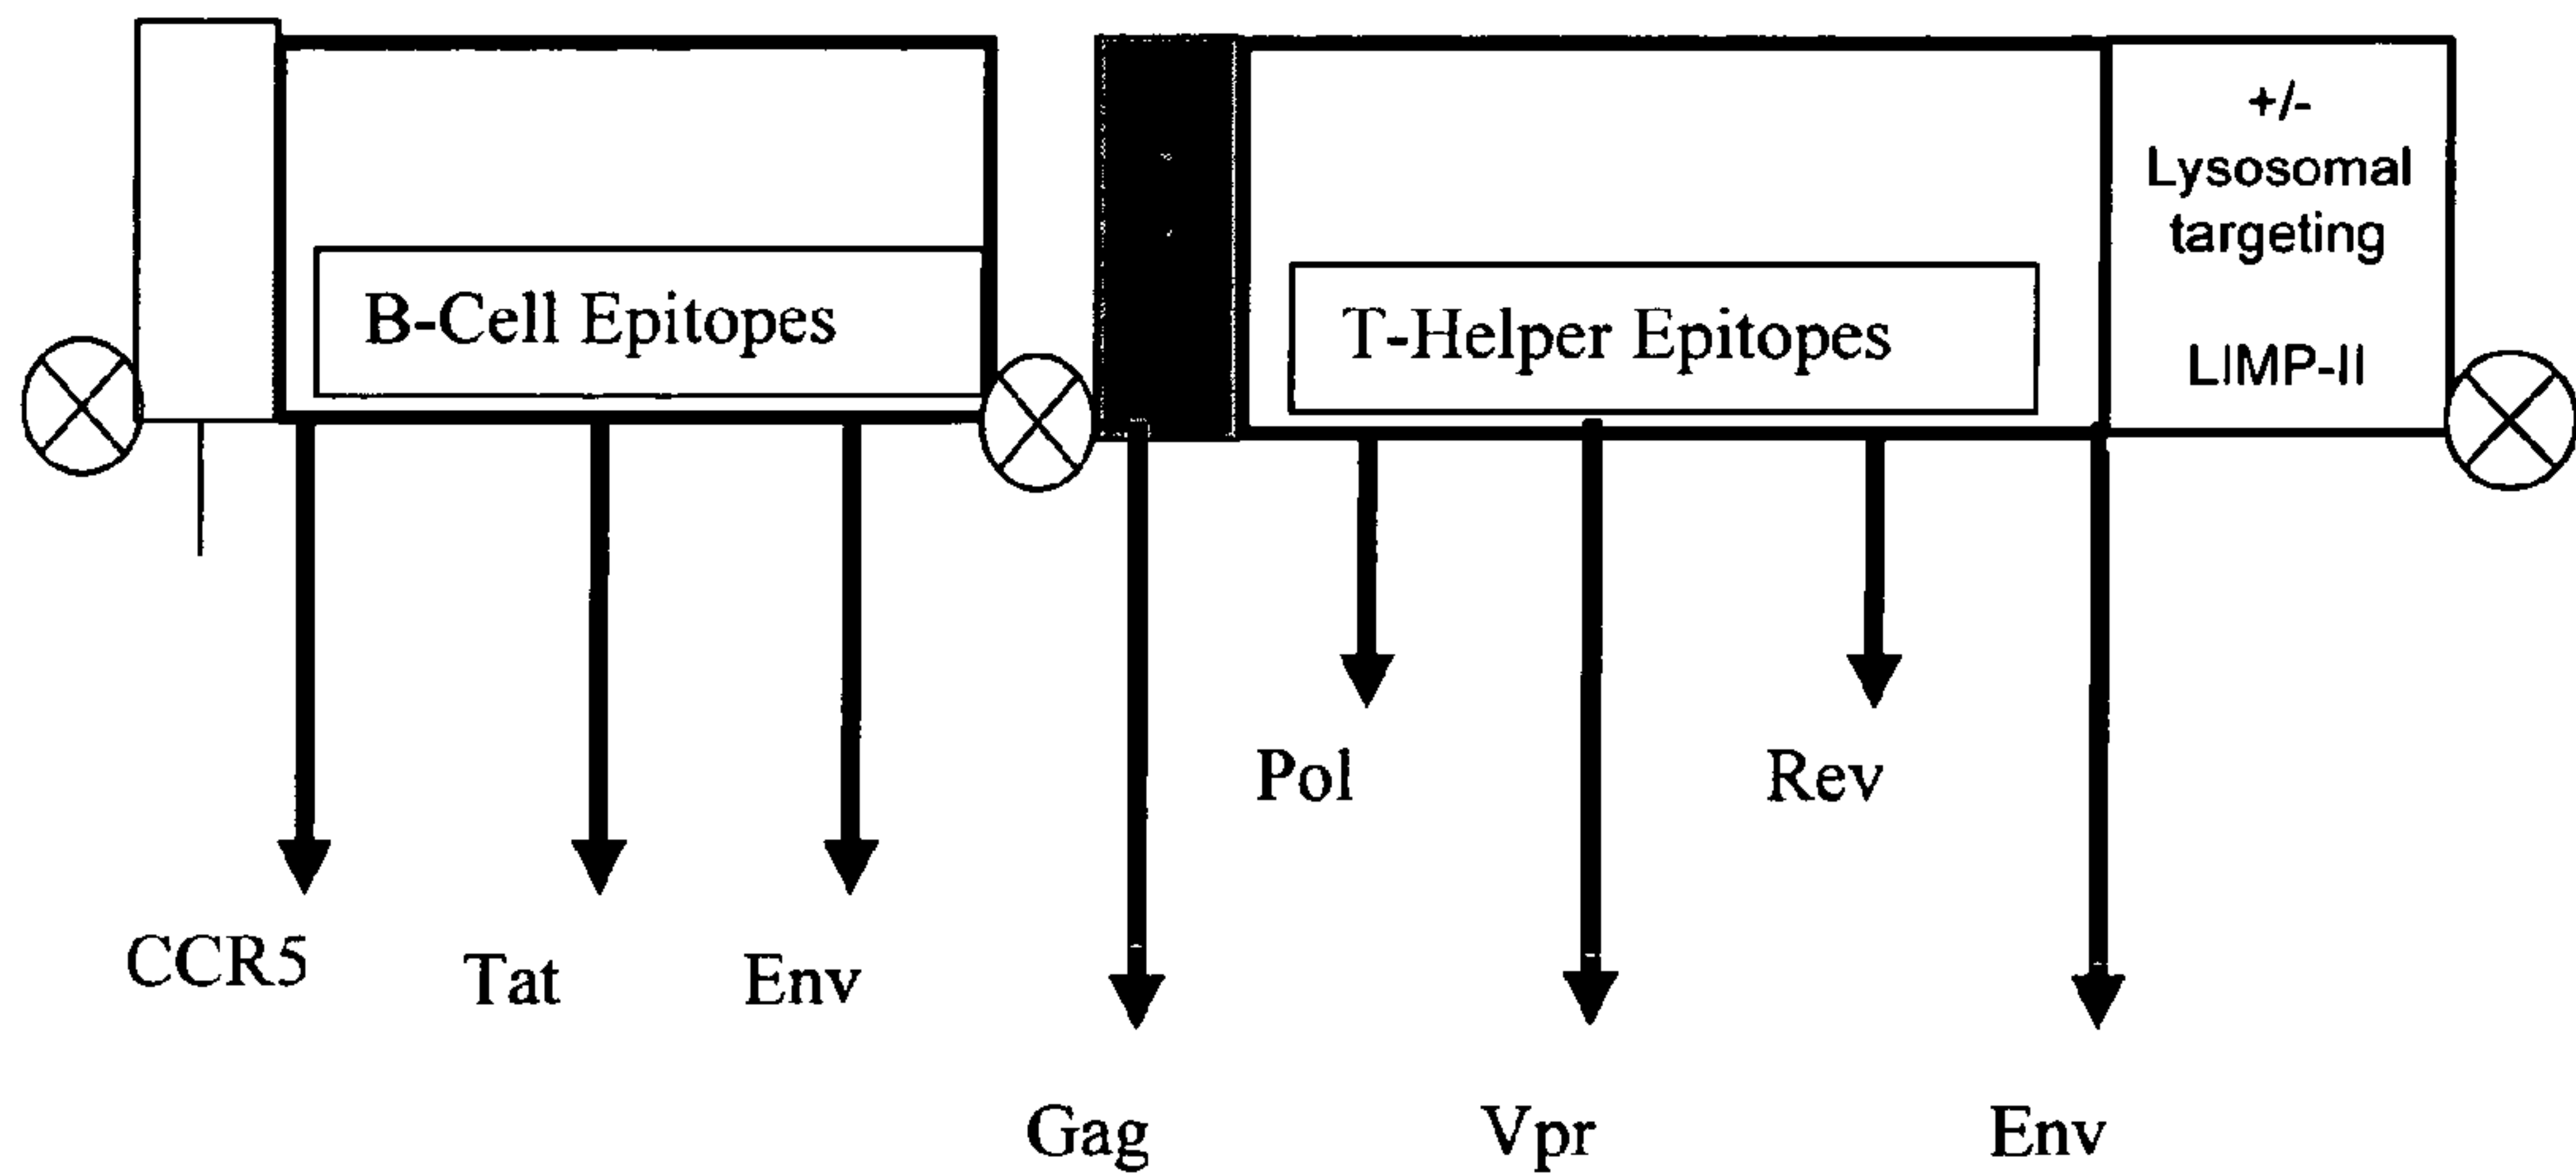 B-Cell Epitopes
T-Helper Epitopes
+/-
Lysosomal
targeting
LIMP-II
Pol
Rev
CCR5
Tat
Env
Gag
Vpr
Env